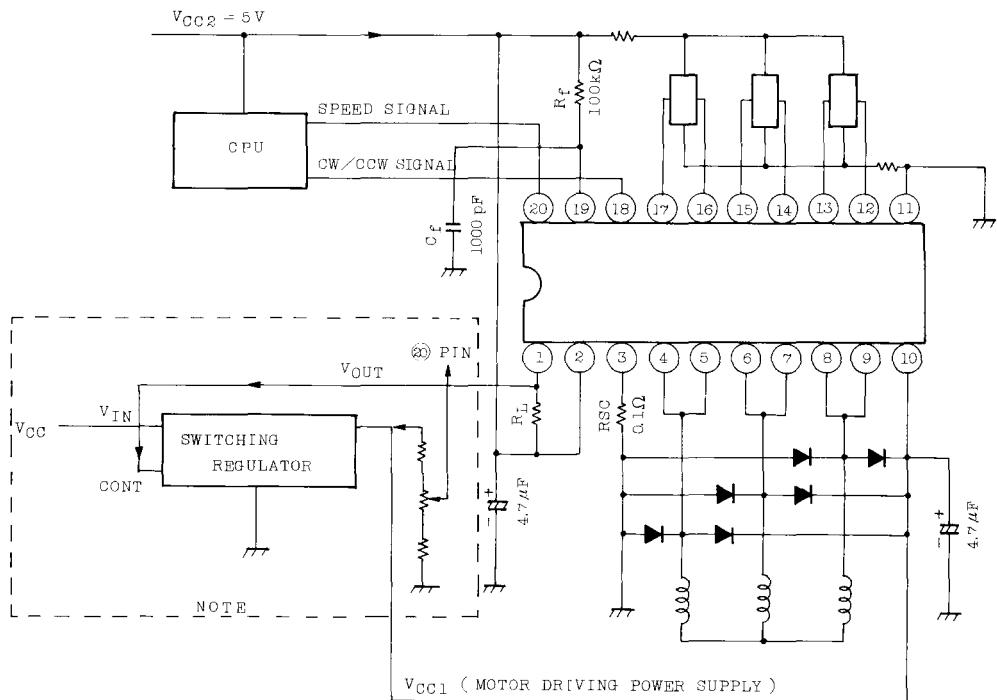 VCC2 = 5V
SPEED SIGNAL
CPU
CW/CCW SIGNAL
Rf
100kΩ
Cf
1000pF
20
19
18
17
16
15
14
13
12
11
1
2
3
4
5
6
7
8
9
10
⑳ PIN
VOUT
VIN
VCC
SWITCHING
REGULATOR
CONT
RL
RSC
0.1Ω
+
-
4.7μF
+
-
4.7μF
NOTE
VCC1 ( MOTOR DRIVING POWER SUPPLY )